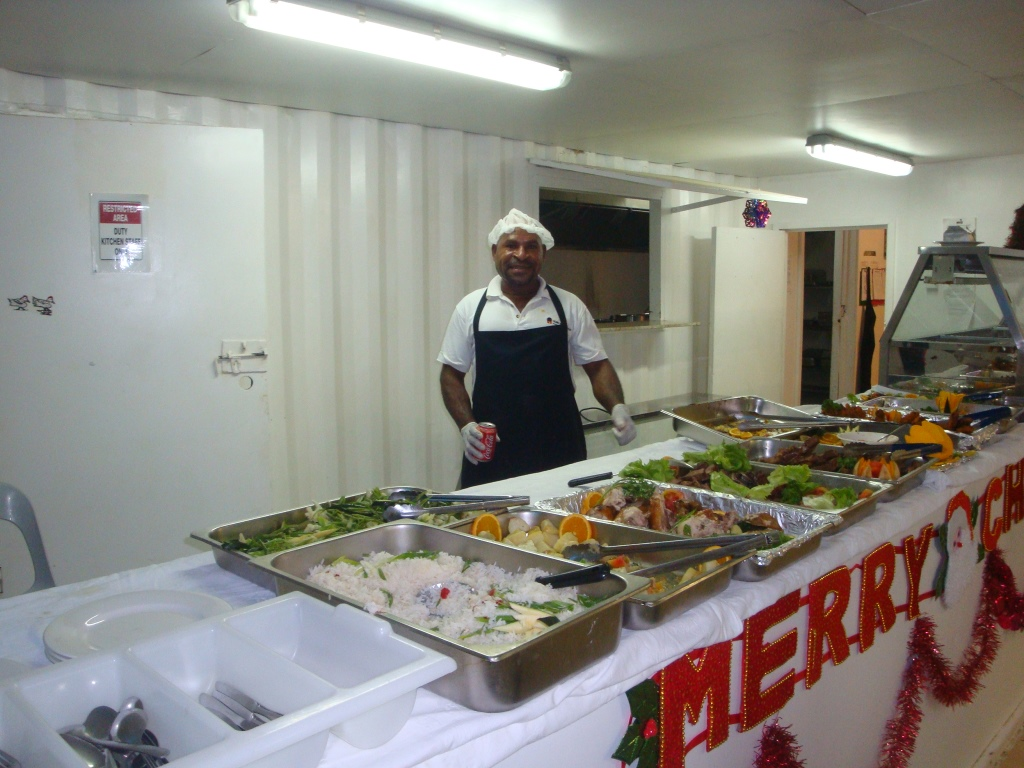 RESTRICTED
AREA
DUTY
KITCHEN STAFF
ONLY
MERRY CH